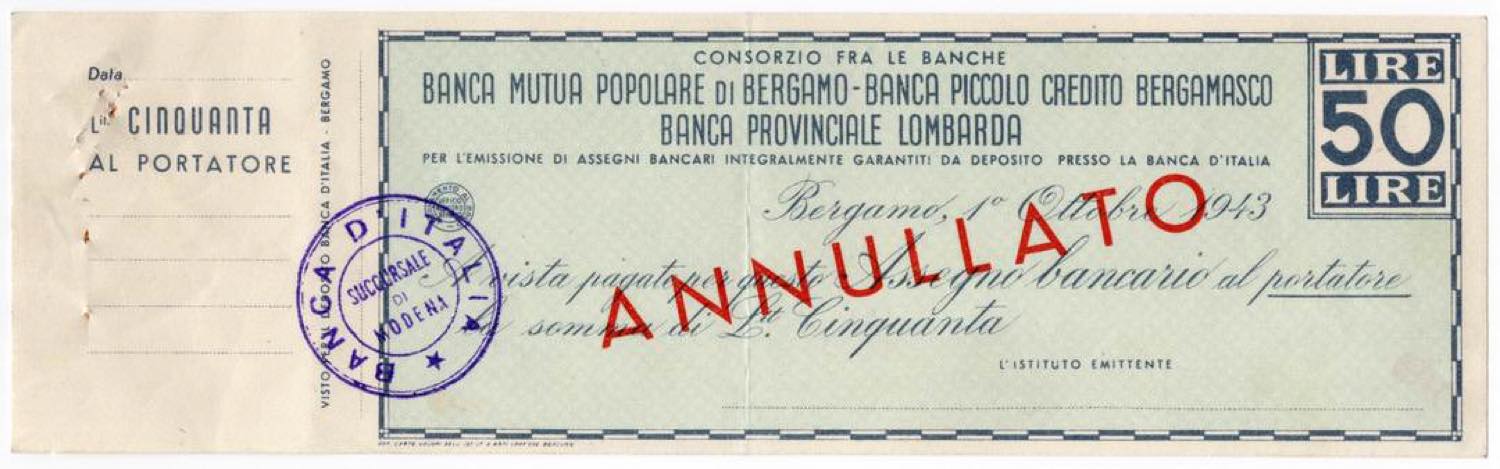 Data
L.it. CINQUANTA
AL PORTATORE
VISTO PER IL BANCA D'ITALIA - BERGAMO
CONSORZIO FRA LE BANCHE
BANCA MUTUA POPOLARE DI BERGAMO - BANCA PICCOLO CREDITO BERGAMASCO
BANCA PROVINCIALE LOMBARDA
PER L'EMISSIONE DI ASSEGNI BANCARI INTEGRALMENTE GARANTITI DA DEPOSITO PRESSO LA BANCA D'ITALIA
LIRE
50
LIRE
Bergamo, 1º Ottobre 1943
A vista pagate per questo Assegno bancario al portatore
la somma di L.it Cinquanta
ANNULLATO
BANCA D'ITALIA
SUCCURSALE
DI
MODENA
L'ISTITUTO EMITTENTE